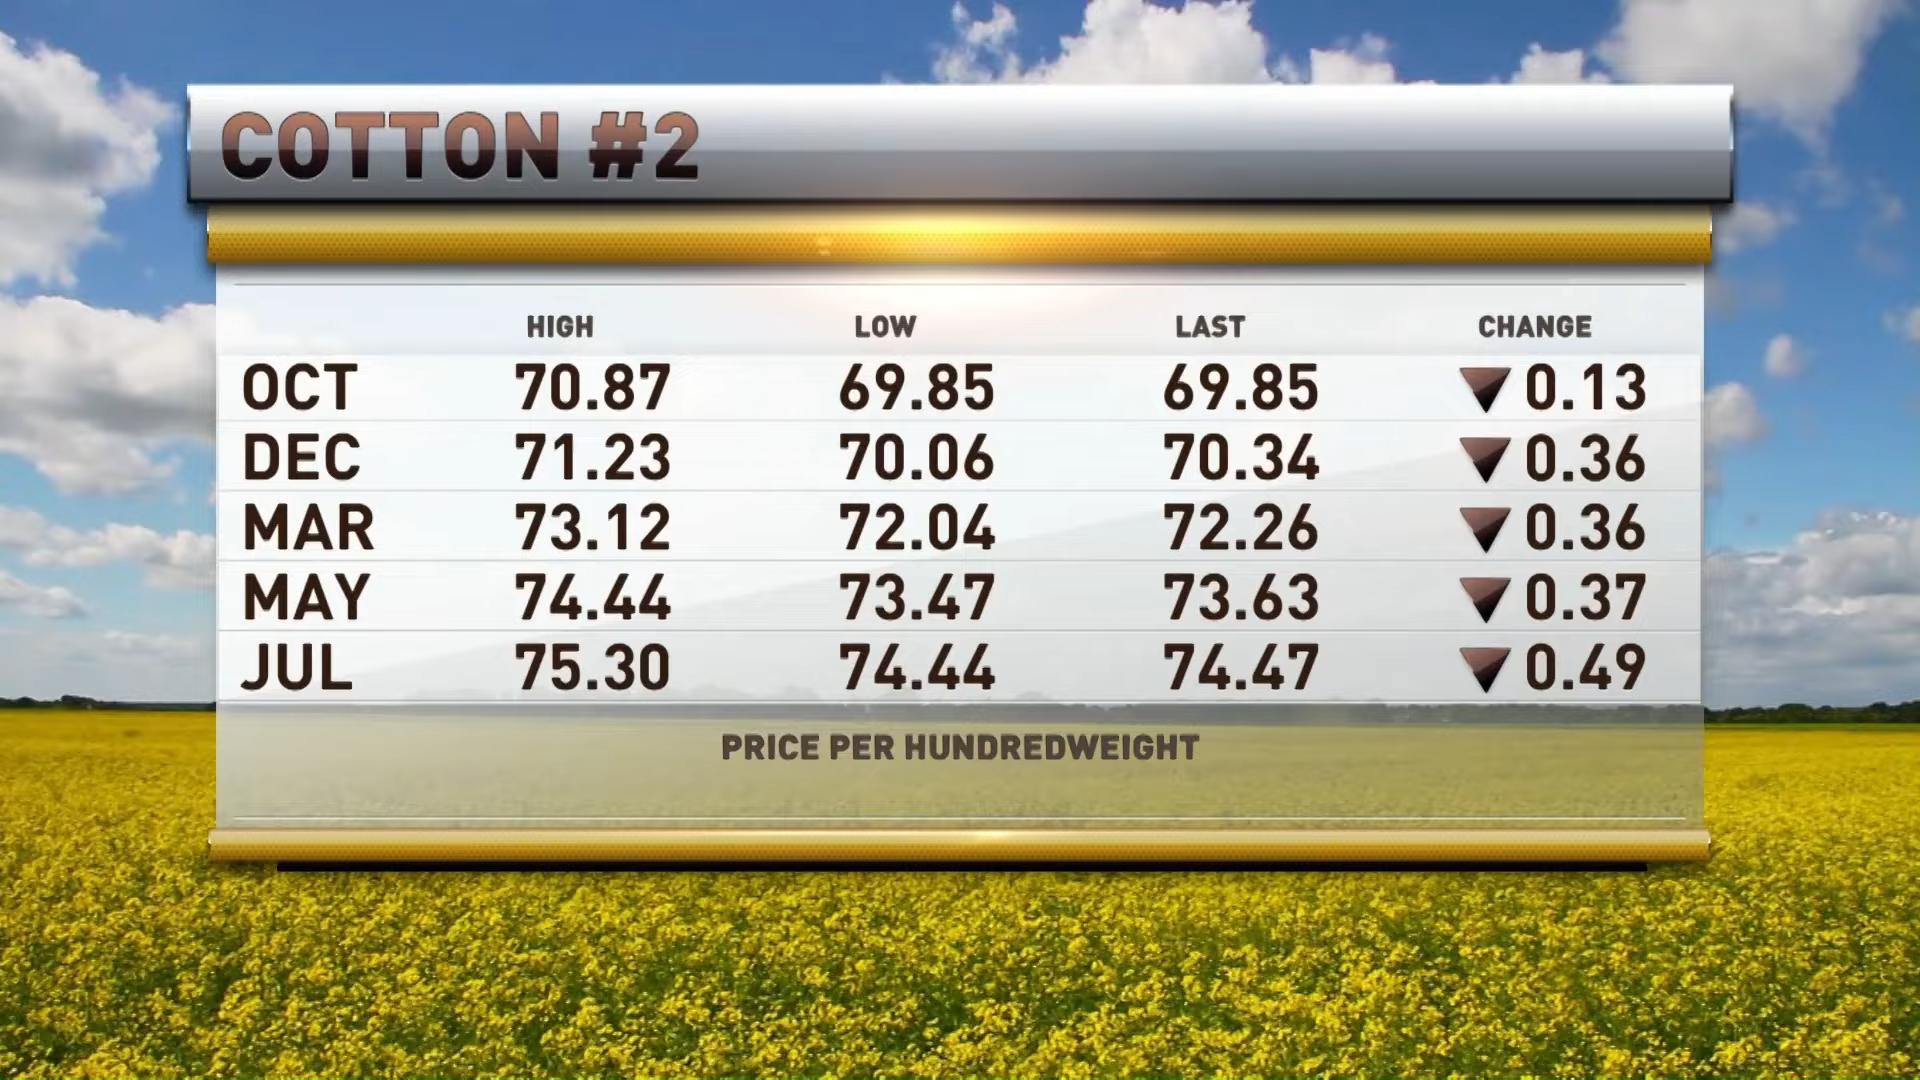 COTTON #2
HIGH LOW LAST CHANGE
OCT 70.87 69.85 69.85 ▼ 0.13
DEC 71.23 70.06 70.34 ▼ 0.36
MAR 73.12 72.04 72.26 ▼ 0.36
MAY 74.44 73.47 73.63 ▼ 0.37
JUL 75.30 74.44 74.47 ▼ 0.49
PRICE PER HUNDREDWEIGHT